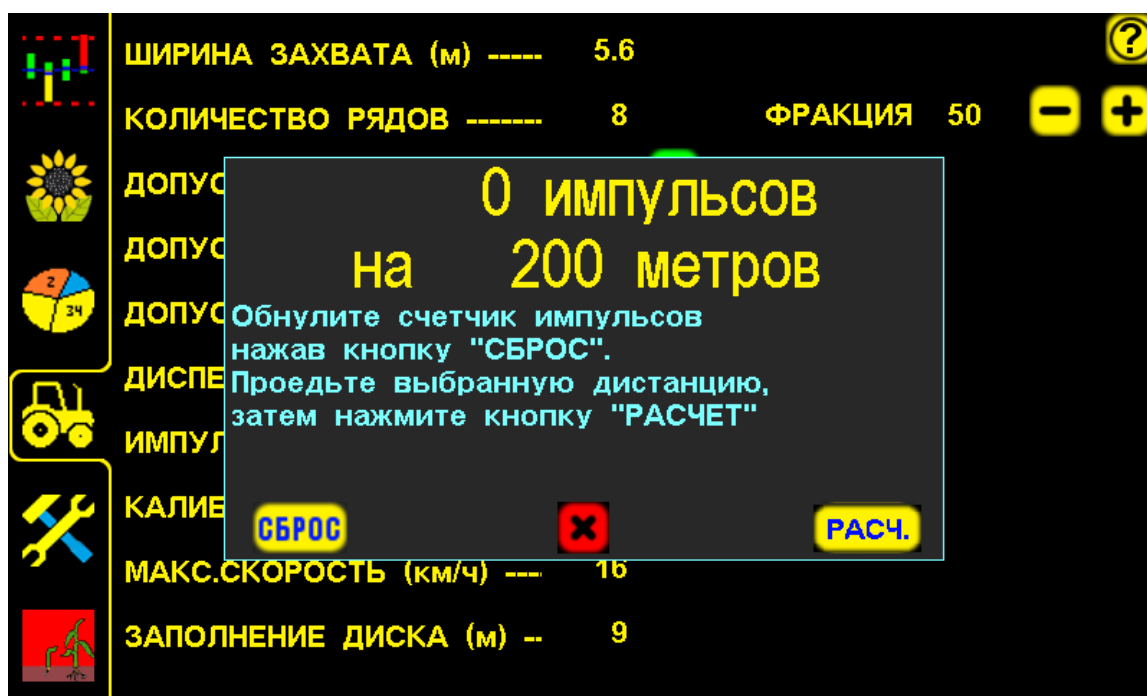 ШИРИНА ЗАХВАТА (м) ----- 5.6
?
КОЛИЧЕСТВО РЯДОВ ------- 8 ФРАКЦИЯ 50 - +
ДОПУС
0 импульсов
ДОПУС
на 200 метров
2
34
ДОПУС
Обнулите счетчик импульсов
нажав кнопку "СБРОС".
ДИСПЕ
Проедьте выбранную дистанцию,
затем нажмите кнопку "РАСЧЕТ"
ИМПУЛ
КАЛИБ
СБРОС
РАСЧ.
МАКС.СКОРОСТЬ (км/ч) ---- 16
ЗАПОЛНЕНИЕ ДИСКА (м) -- 9